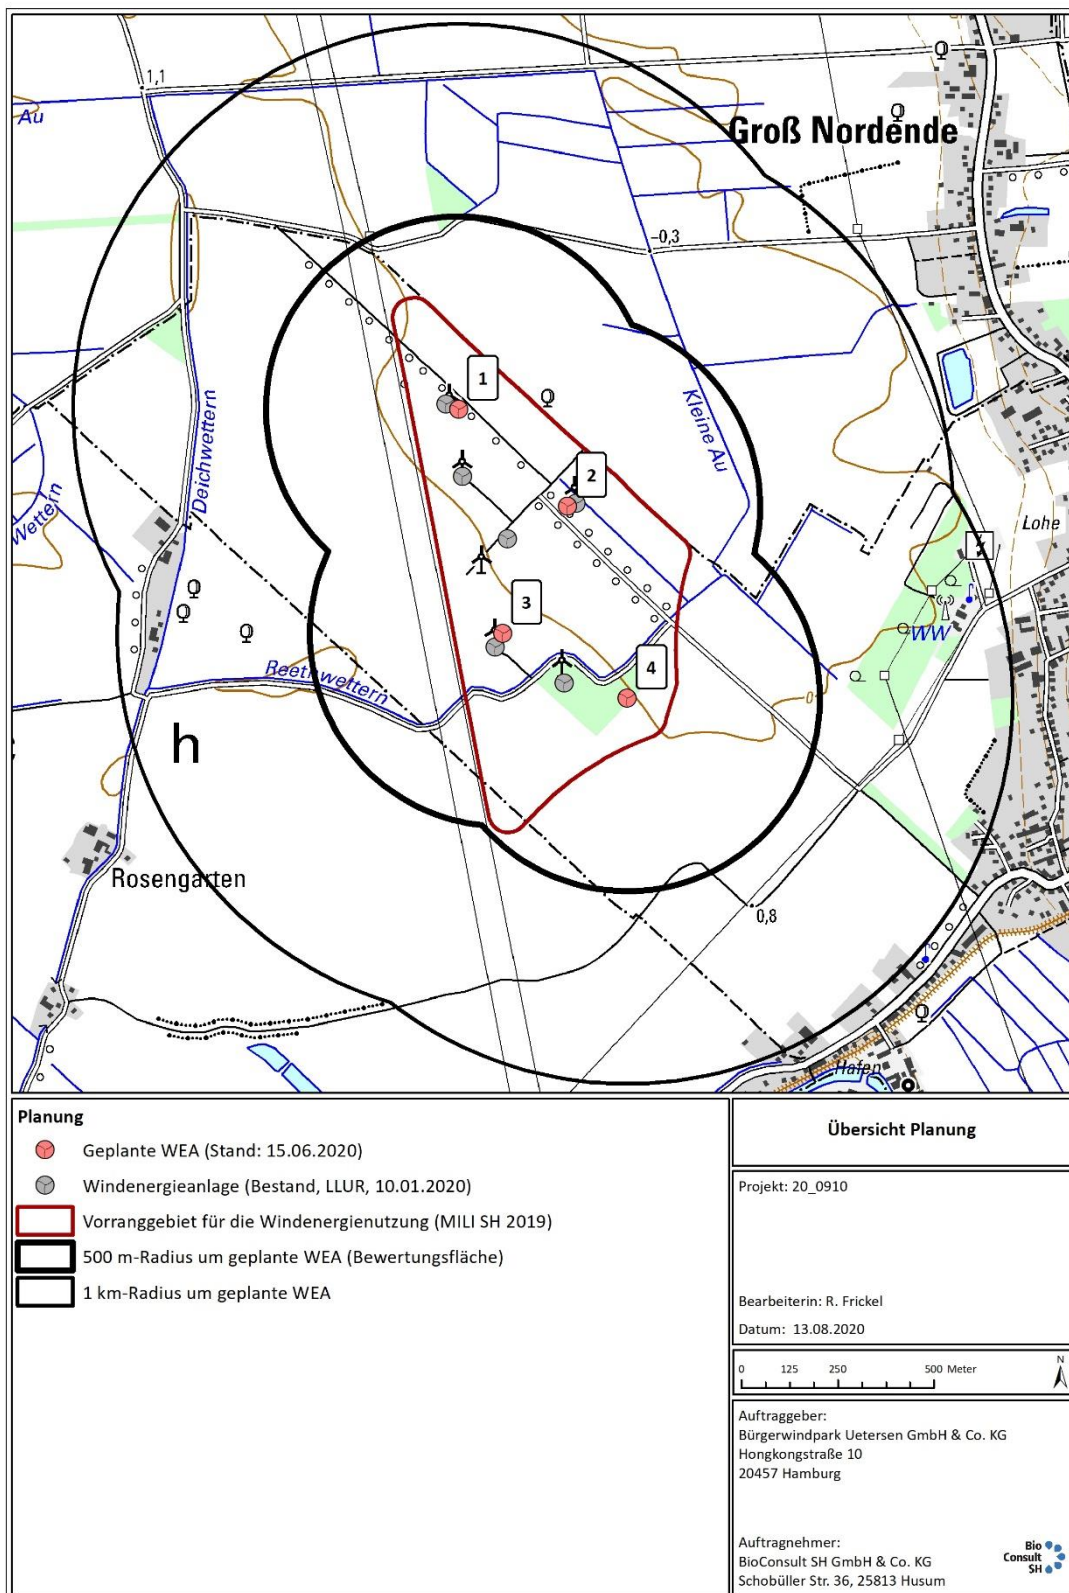 1,1
Au
Groß Nordende
-0,3
Deichwettern
Wettern
Kleine Au
1
2
3
4
Lohe
WW
Reethwettern
0
h
Rosengarten
0,8
Hafen
Planung
Geplante WEA (Stand: 15.06.2020)
Windenergieanlage (Bestand, LLUR, 10.01.2020)
Vorranggebiet für die Windenergienutzung (MILI SH 2019)
500 m-Radius um geplante WEA (Bewertungsfläche)
1 km-Radius um geplante WEA
Übersicht Planung
Projekt: 20_0910
Bearbeiterin: R. Frickel
Datum: 13.08.2020
0 125 250 500 Meter
N
Auftraggeber:
Bürgerwindpark Uetersen GmbH & Co. KG
Hongkongstraße 10
20457 Hamburg
Auftragnehmer:
BioConsult SH GmbH & Co. KG
Schobüller Str. 36, 25813 Husum
Bio
Consult
SH